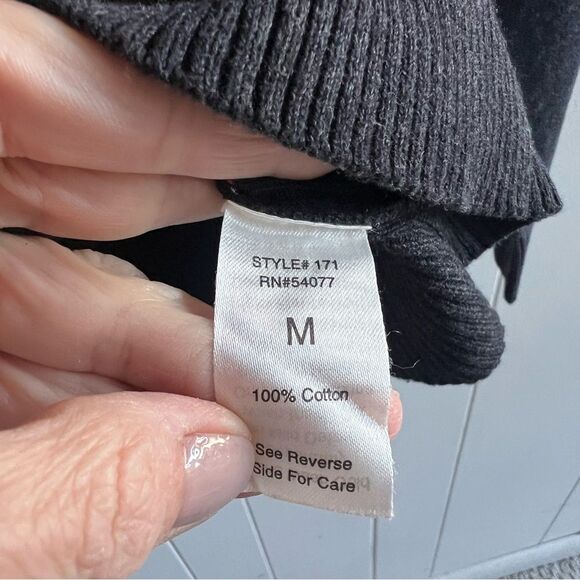 STYLE# 171
RN#54077
M
100% Cotton
See Reverse
Side For Care